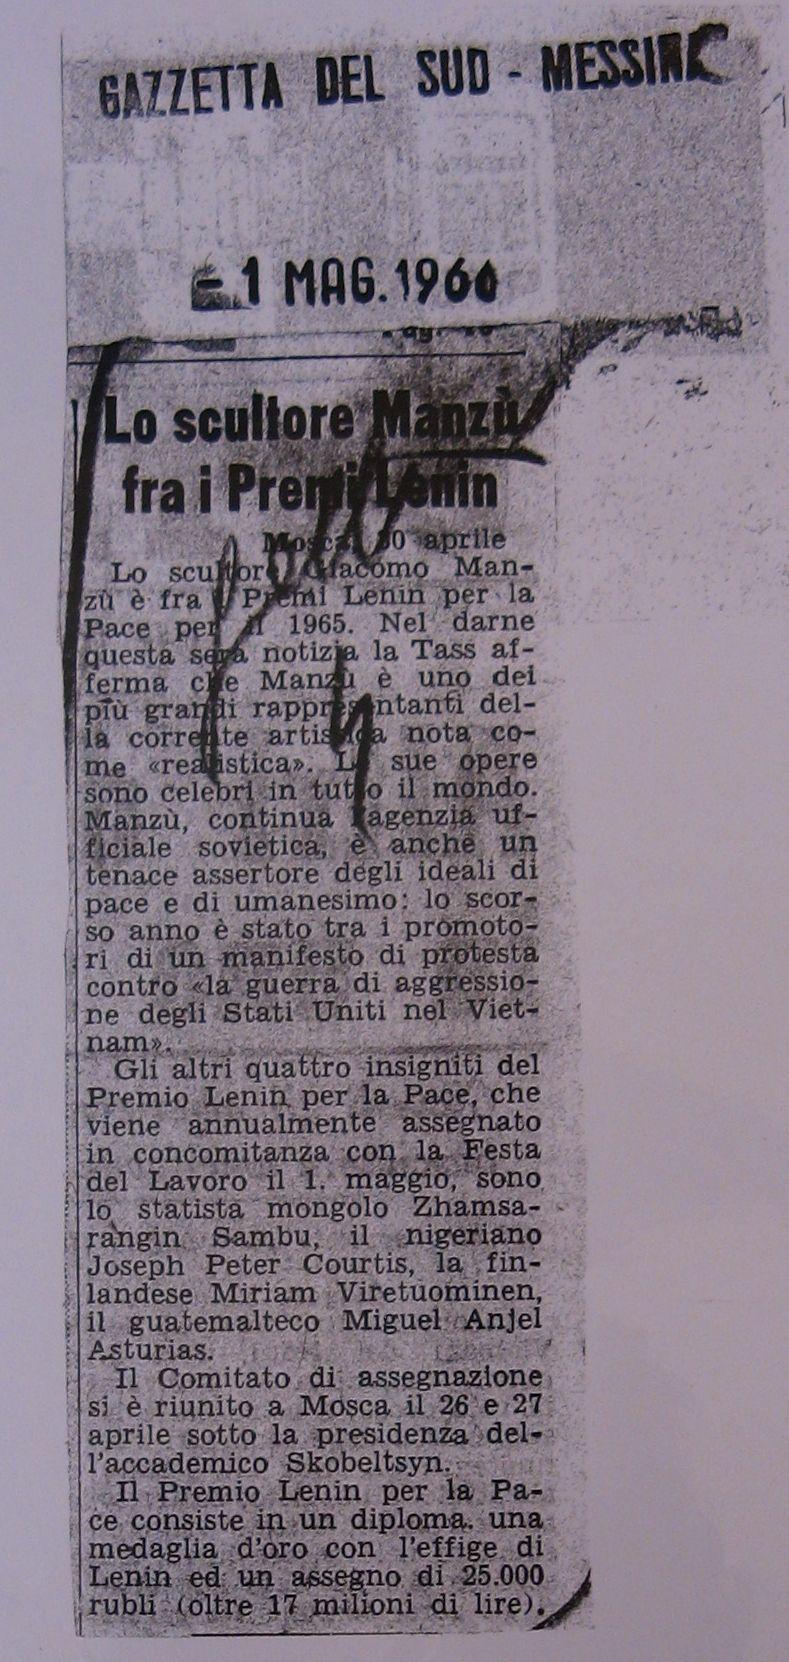 GAZZETTA DEL SUD - MESSINA
- 1 MAG. 1966
Lo scultore Manzù
fra i Premi Lenin
Mosca, 30 aprile
Lo scultore Giacomo Man-
zù è fra i Premi Lenin per la
Pace per il 1965. Nel darne
questa sera notizia la Tass af-
ferma che Manzù è uno dei
più grandi rappresentanti del-
la corrente artistica nota co-
me «realistica». Le sue opere
sono celebri in tutto il mondo.
Manzù, continua l'agenzia uf-
ficiale sovietica, è anche un
tenace assertore degli ideali di
pace e di umanesimo: lo scor-
so anno è stato tra i promoto-
ri di un manifesto di protesta
contro «la guerra di aggressio-
ne degli Stati Uniti nel Viet-
nam».
Gli altri quattro insigniti del
Premio Lenin per la Pace, che
viene annualmente assegnato
in concomitanza con la Festa
del Lavoro il 1. maggio, sono
lo statista mongolo Zhamsa-
rangin Sambu, il nigeriano
Joseph Peter Courtis, la fin-
landese Miriam Viretuominen,
il guatemalteco Miguel Anjel
Asturias.
Il Comitato di assegnazione
si è riunito a Mosca il 26 e 27
aprile sotto la presidenza del-
l'accademico Skobeltsyn.
Il Premio Lenin per la Pa-
ce consiste in un diploma. una
medaglia d'oro con l'effige di
Lenin ed un assegno di 25.000
rubli (oltre 17 milioni di lire).